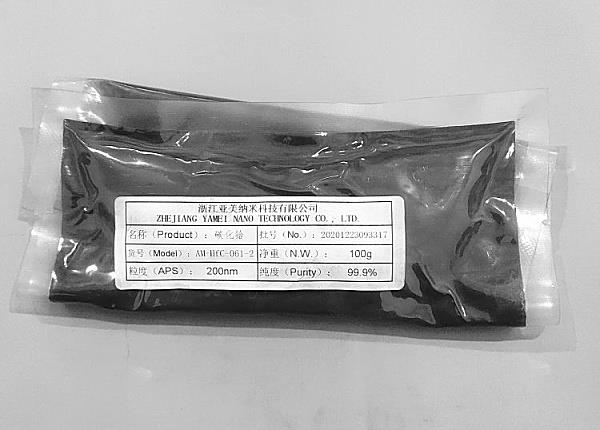 浙江亚美纳米科技有限公司
ZHEJIANG YAMEI NANO TECHNOLOGY CO., LTD.
名称（Product）： 碳化铪 批号（No.）： 20201223093317
货号（Model）： AM-HfC-061-2 净重（N.W.）： 100g
粒度（APS）： 200nm 纯度（Purity）： 99.9%